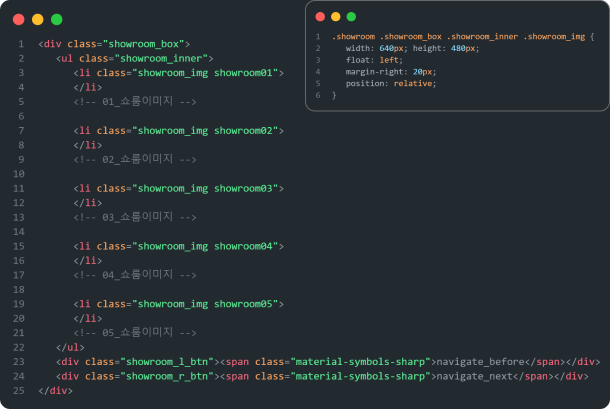 1 <div class="showroom_box">
2 <ul class="showroom_inner">
3 <li class="showroom_img showroom01">
4 </li>
5 <!-- 01_쇼룸이미지 -->
6
7 <li class="showroom_img showroom02">
8 </li>
9 <!-- 02_쇼룸이미지 -->
10
11 <li class="showroom_img showroom03">
12 </li>
13 <!-- 03_쇼룸이미지 -->
14
15 <li class="showroom_img showroom04">
16 </li>
17 <!-- 04_쇼룸이미지 -->
18
19 <li class="showroom_img showroom05">
20 </li>
21 <!-- 05_쇼룸이미지 -->
22 </ul>
23 <div class="showroom_l_btn"><span class="material-symbols-sharp">navigate_before</span></div>
24 <div class="showroom_r_btn"><span class="material-symbols-sharp">navigate_next</span></div>
25 </div>
1 .showroom .showroom_box .showroom_inner .showroom_img {
2 width: 640px; height: 480px;
3 float: left;
4 margin-right: 20px;
5 position: relative;
6 }